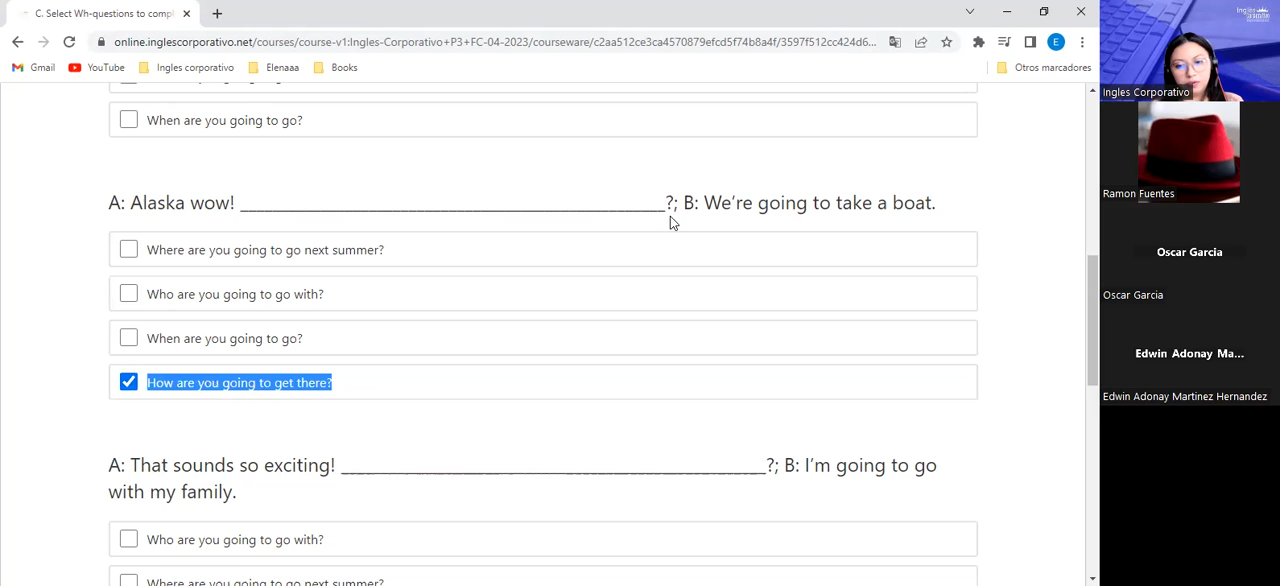 C. Select Wh-questions to comp
online.inglescorporativo.net/courses/course-v1:Ingles-Corporativo+P3+FC-04-2023/courseware/c2aa512ce3ca4570879efcd5f74b8a4f/3597f512cc424d6...
Gmail
YouTube
Ingles corporativo
Elenaaa
Books
Otros marcadores
E
When are you going to go?
A: Alaska wow! ______________________________________________?; B: We're going to take a boat.
Where are you going to go next summer?
Who are you going to go with?
When are you going to go?
How are you going to get there?
A: That sounds so exciting! ______________________________________________?; B: I'm going to go
with my family.
Who are you going to go with?
Where are you going to go next summer?
Ingles Corporativo
Ramon Fuentes
Oscar Garcia
Oscar Garcia
Edwin Adonay Ma...
Edwin Adonay Martinez Hernandez